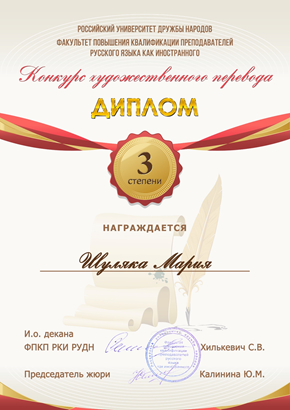 РОССИЙСКИЙ УНИВЕРСИТЕТ ДРУЖБЫ НАРОДОВ
ФАКУЛЬТЕТ ПОВЫШЕНИЯ КВАЛИФИКАЦИИ ПРЕПОДАВАТЕЛЕЙ
РУССКОГО ЯЗЫКА КАК ИНОСТРАННОГО
Конкурс художественного перевода
ДИПЛОМ
3
степени
НАГРАЖДАЕТСЯ
Шуляка Мария
И.о. декана
ФПКП РКИ РУДН Хилькевич С.В.
Председатель жюри Калинина Ю.М.